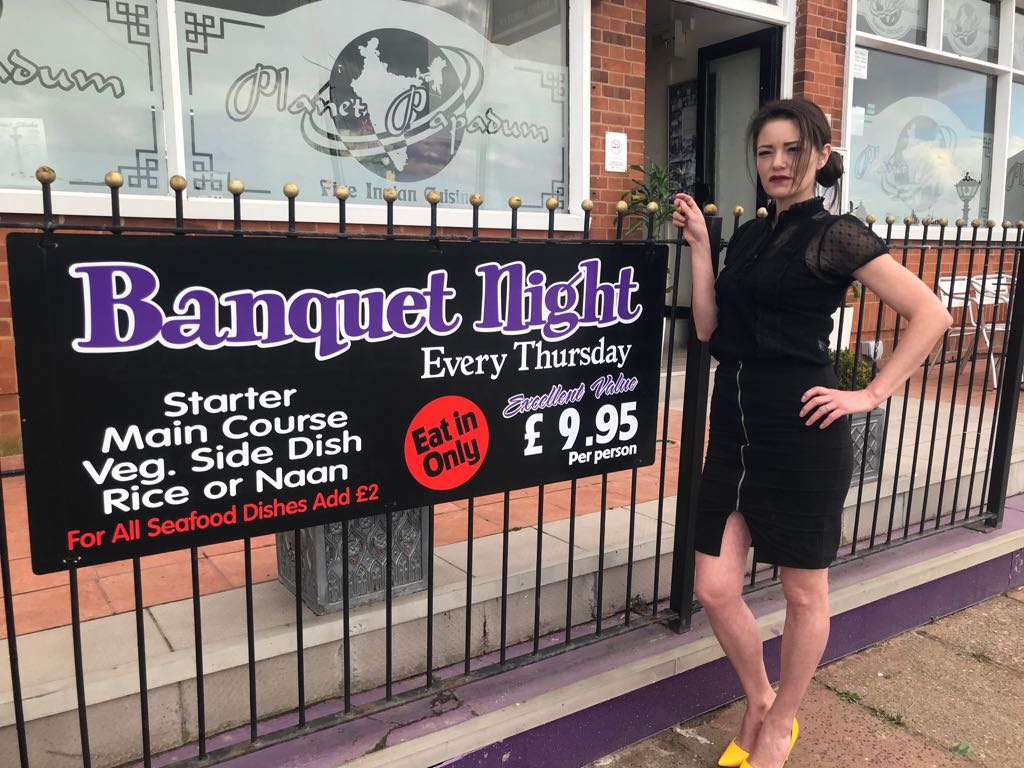 Papadum
Planet Papadum
Fine Indian Cuisine
Banquet Night
Every Thursday
Starter
Main Course
Veg. Side Dish
Rice or Naan
For All Seafood Dishes Add £2
Eat in
Only
Excellent Value
£ 9.95
Per person